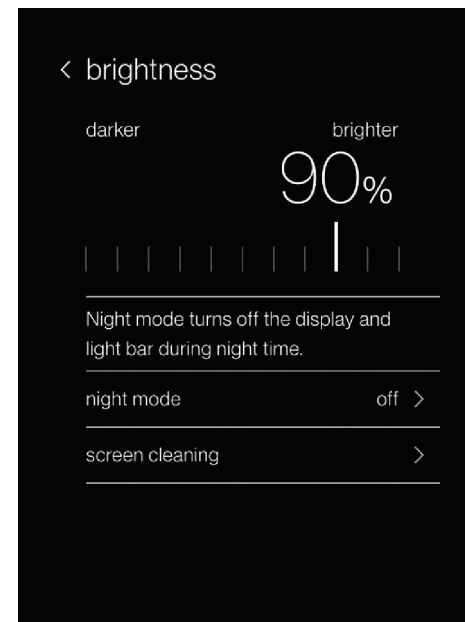 < brightness
darker brighter
90%
Night mode turns off the display and
light bar during night time.
night mode off >
screen cleaning >